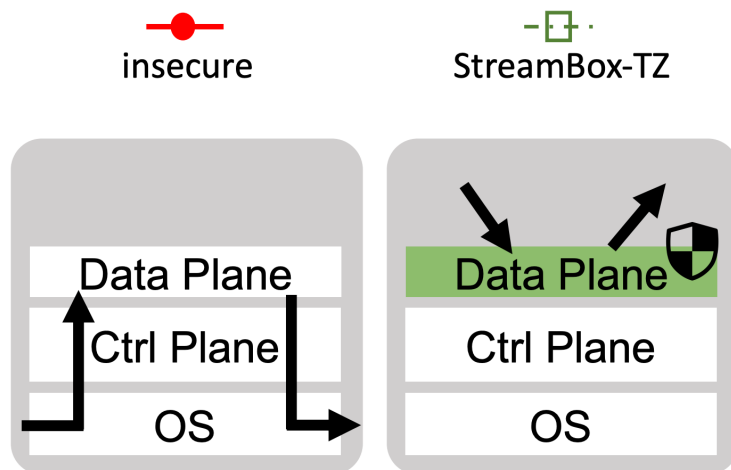 insecure
StreamBox-TZ
Data Plane
Ctrl Plane
OS
Data Plane
Ctrl Plane
OS